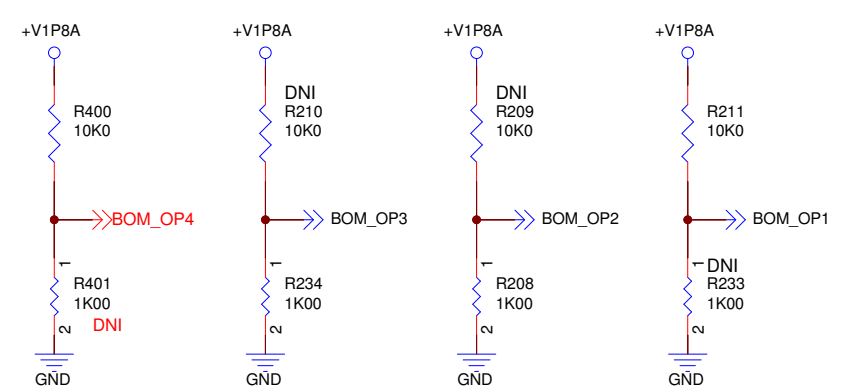 +V1P8A
R400
10K0
BOM_OP4
1
R401
1K00
2
DNI
GND
+V1P8A
DNI
R210
10K0
BOM_OP3
1
R234
1K00
2
GND
+V1P8A
DNI
R209
10K0
BOM_OP2
1
R208
1K00
2
GND
+V1P8A
R211
10K0
BOM_OP1
1
DNI
R233
1K00
2
GND